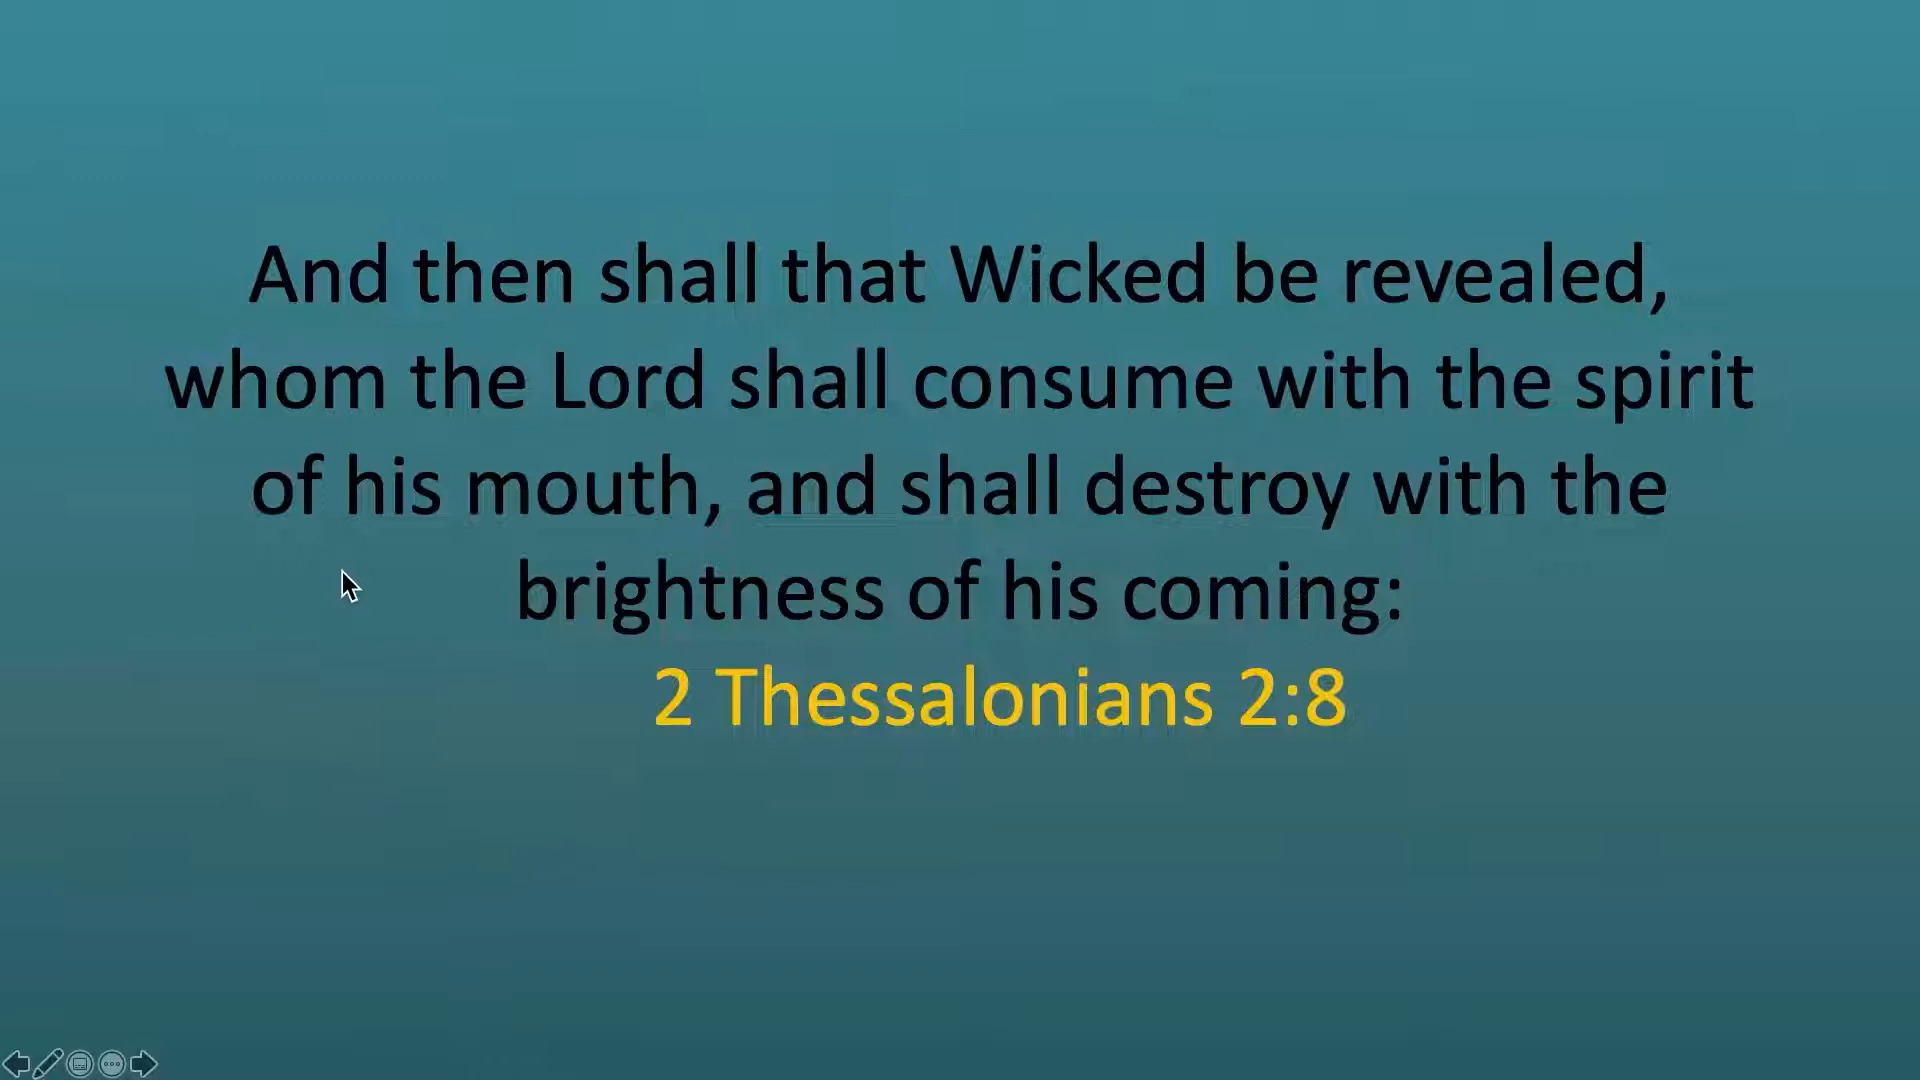 And then shall that Wicked be revealed,
whom the Lord shall consume with the spirit
of his mouth, and shall destroy with the
brightness of his coming:
2 Thessalonians 2:8